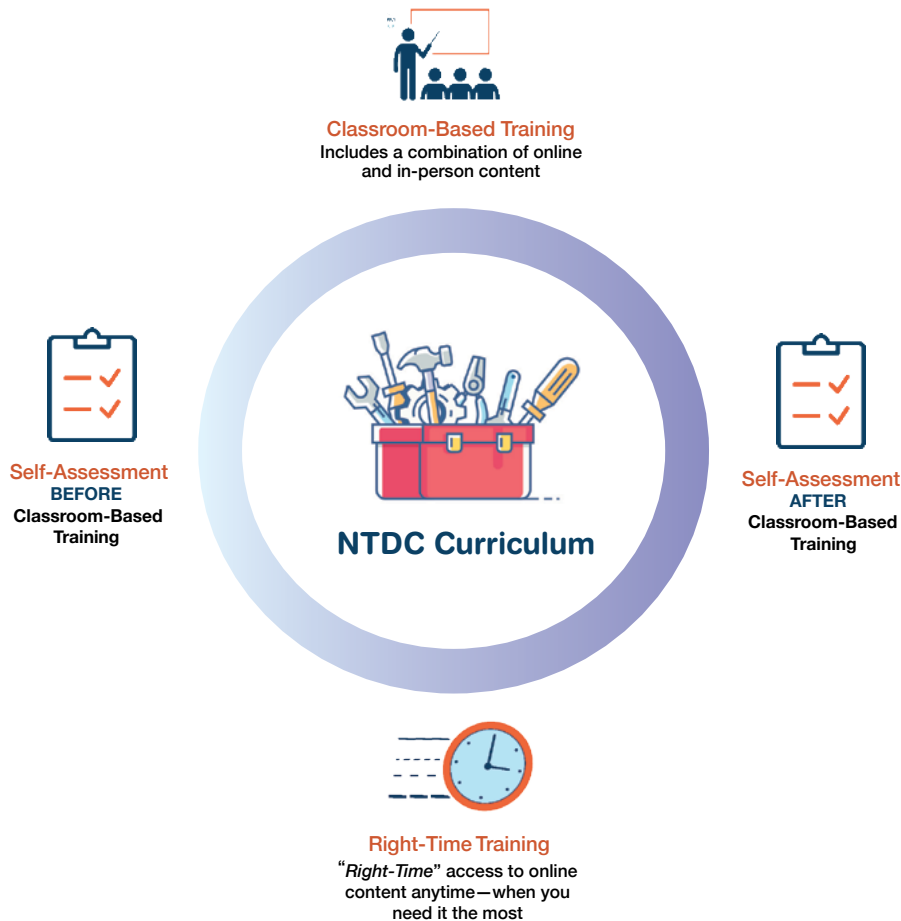 Classroom-Based Training
Includes a combination of online
and in-person content
Self-Assessment
BEFORE
Classroom-Based
Training
NTDC Curriculum
Self-Assessment
AFTER
Classroom-Based
Training
Right-Time Training
“Right-Time” access to online
content anytime—when you
need it the most